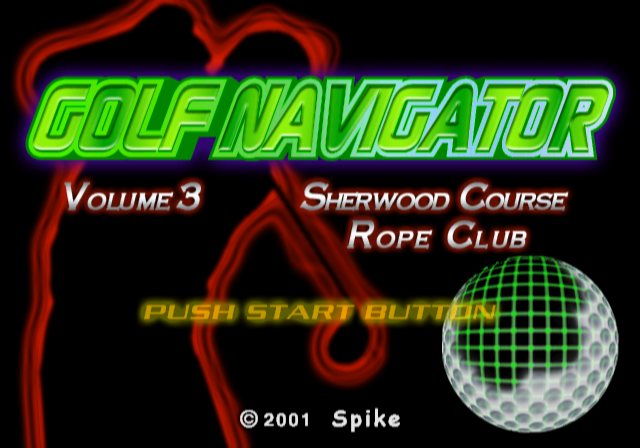 GOLF NAVIGATOR
VOLUME 3
SHERWOOD COURSE
ROPE CLUB
PUSH START BUTTON
©2001 Spike